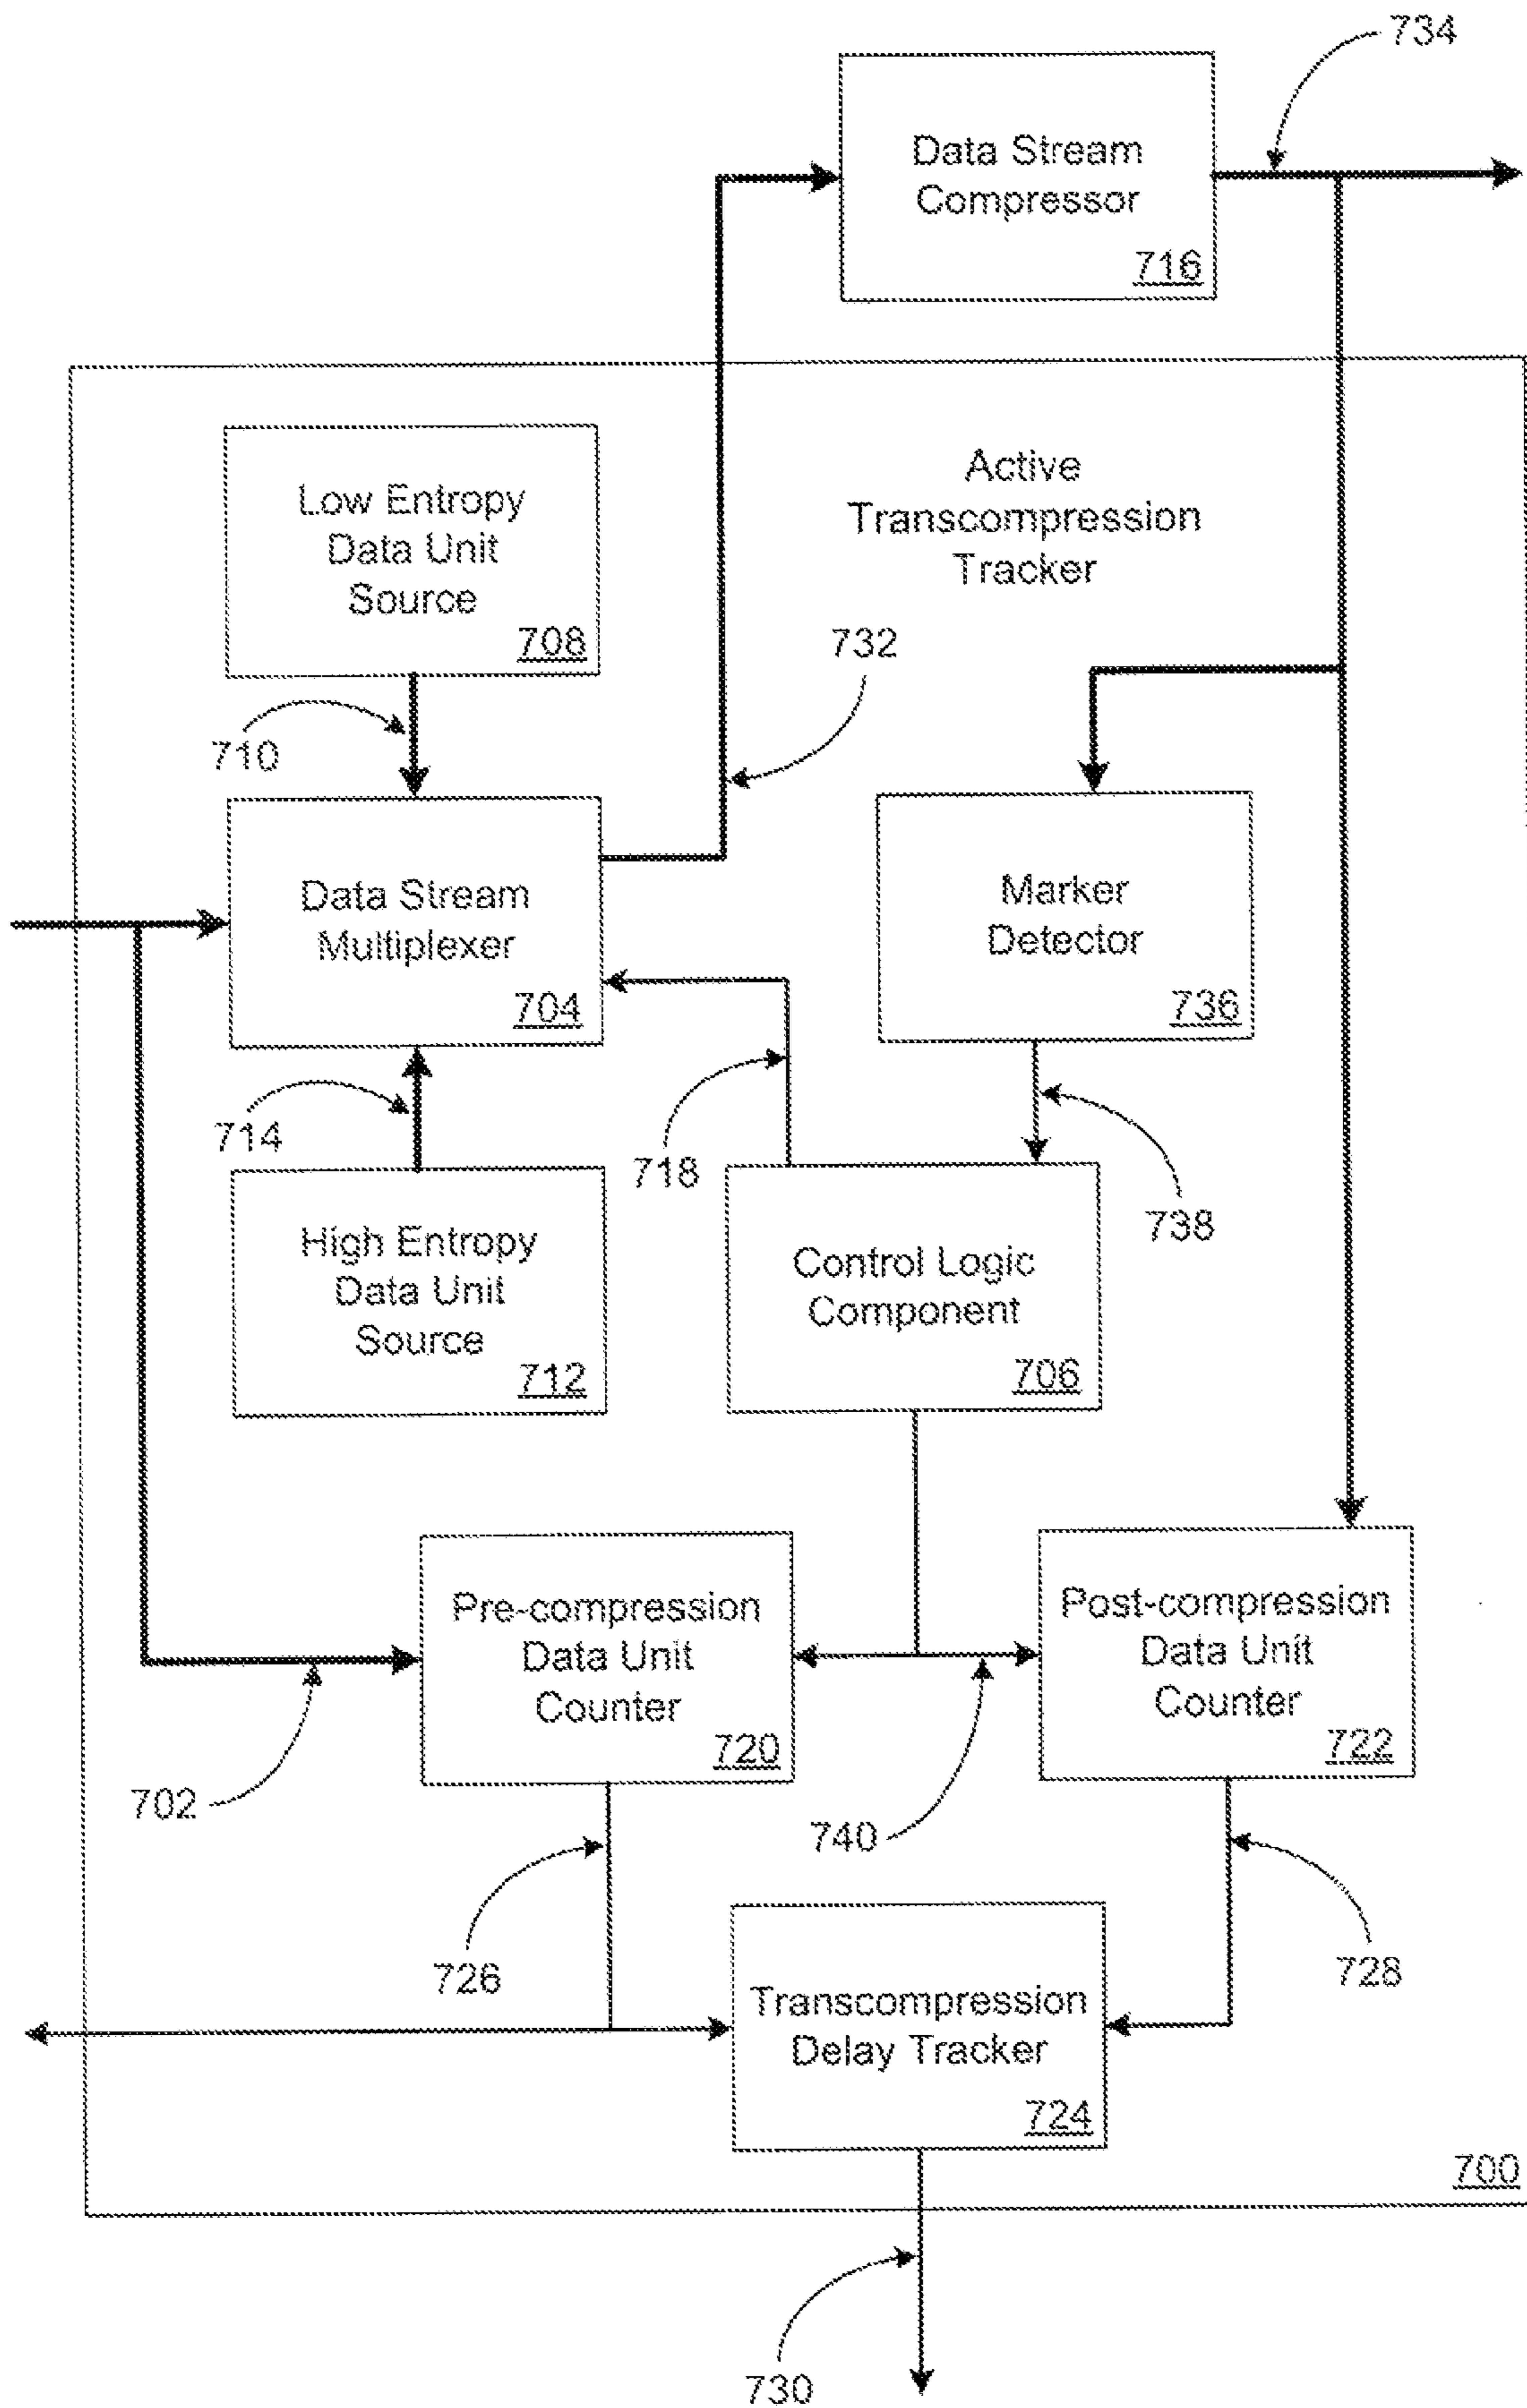 734
Data Stream
Compressor
716
Low Entropy
Data Unit
Source
708
Active
Transcompression
Tracker
732
710
Data Stream
Multiplexer
704
Marker
Detector
736
714
718
738
High Entropy
Data Unit
Source
712
Control Logic
Component
706
Pre-compression
Data Unit
Counter
720
Post-compression
Data Unit
Counter
722
702
740
726
728
Transcompression
Delay Tracker
724
700
730